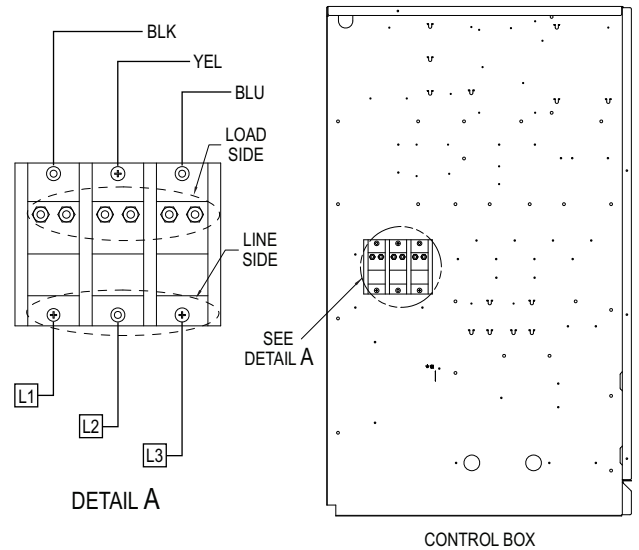 BLK
YEL
BLU
LOAD
SIDE
LINE
SIDE
L1
L2
L3
DETAIL A
SEE
DETAIL A
CONTROL BOX